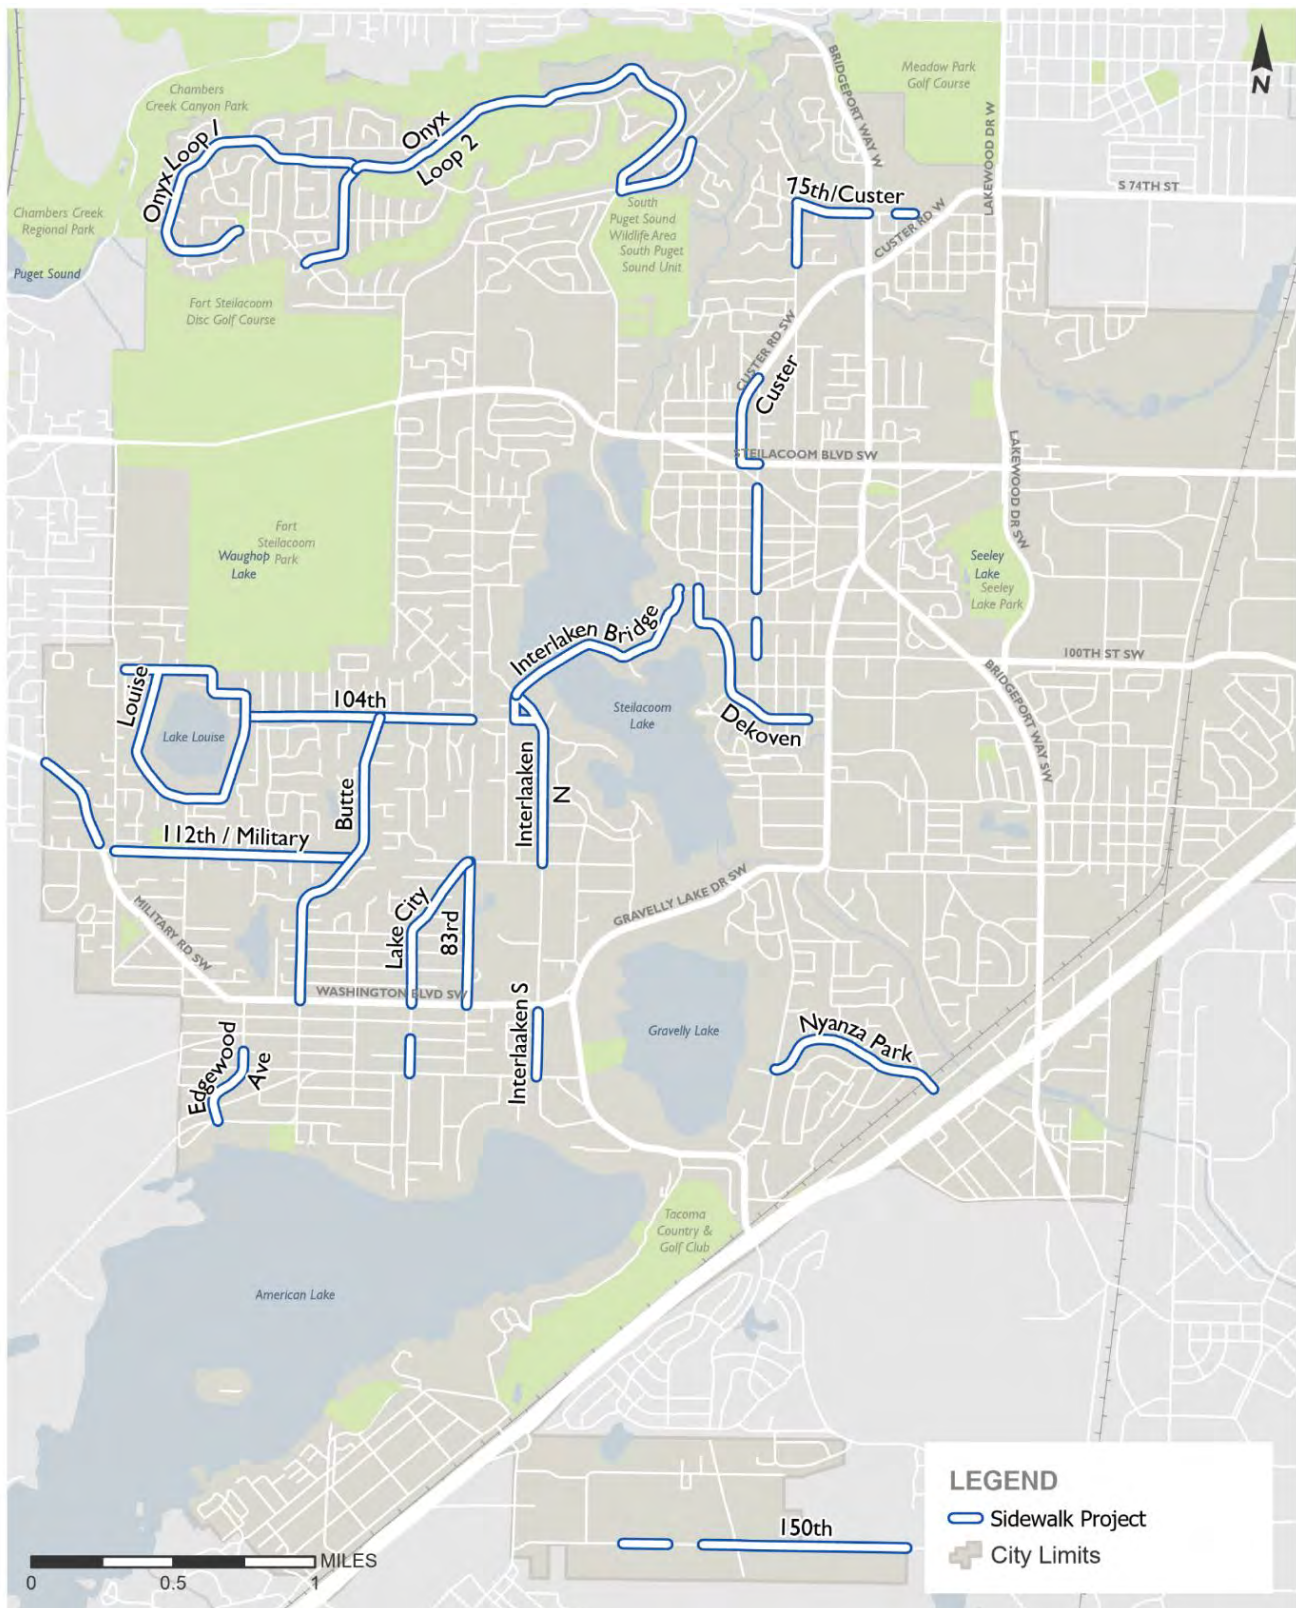 Chambers
Creek Canyon Park
Meadow Park
Golf Course
N
BRIDGEPORT WAY W
LAKEWOOD DR W
Onyx Loop 1
Onyx
Loop 2
S 74TH ST
75th/Custer
CUSTER RD W
Chambers Creek
Regional Park
South
Puget Sound
Wildlife Area
South Puget
Sound Unit
Puget Sound
Fort Steilacoom
Disc Golf Course
CUSTER RD SW
Custer
STEILACOOM BLVD SW
LAKEWOOD DR SW
Fort
Steilacoom
Park
Waughop
Lake
Seeley
Lake
Seeley
Lake Park
Interlaken Bridge
100TH ST SW
BRIDGEPORT WAY SW
Louise
104th
Steilacoom
Lake
Lake Louise
Dekoven
Butte
Interlaaken
N
112th / Military
MILITARY RD SW
Lake City
83rd
GRAVELLY LAKE DR SW
WASHINGTON BLVD SW
Interlaaken S
Gravelly Lake
Nyanza Park
Edgewood
Ave
Tacoma
Country &
Golf Club
American Lake
LEGEND
Sidewalk Project
City Limits
150th
MILES
0 0.5 1